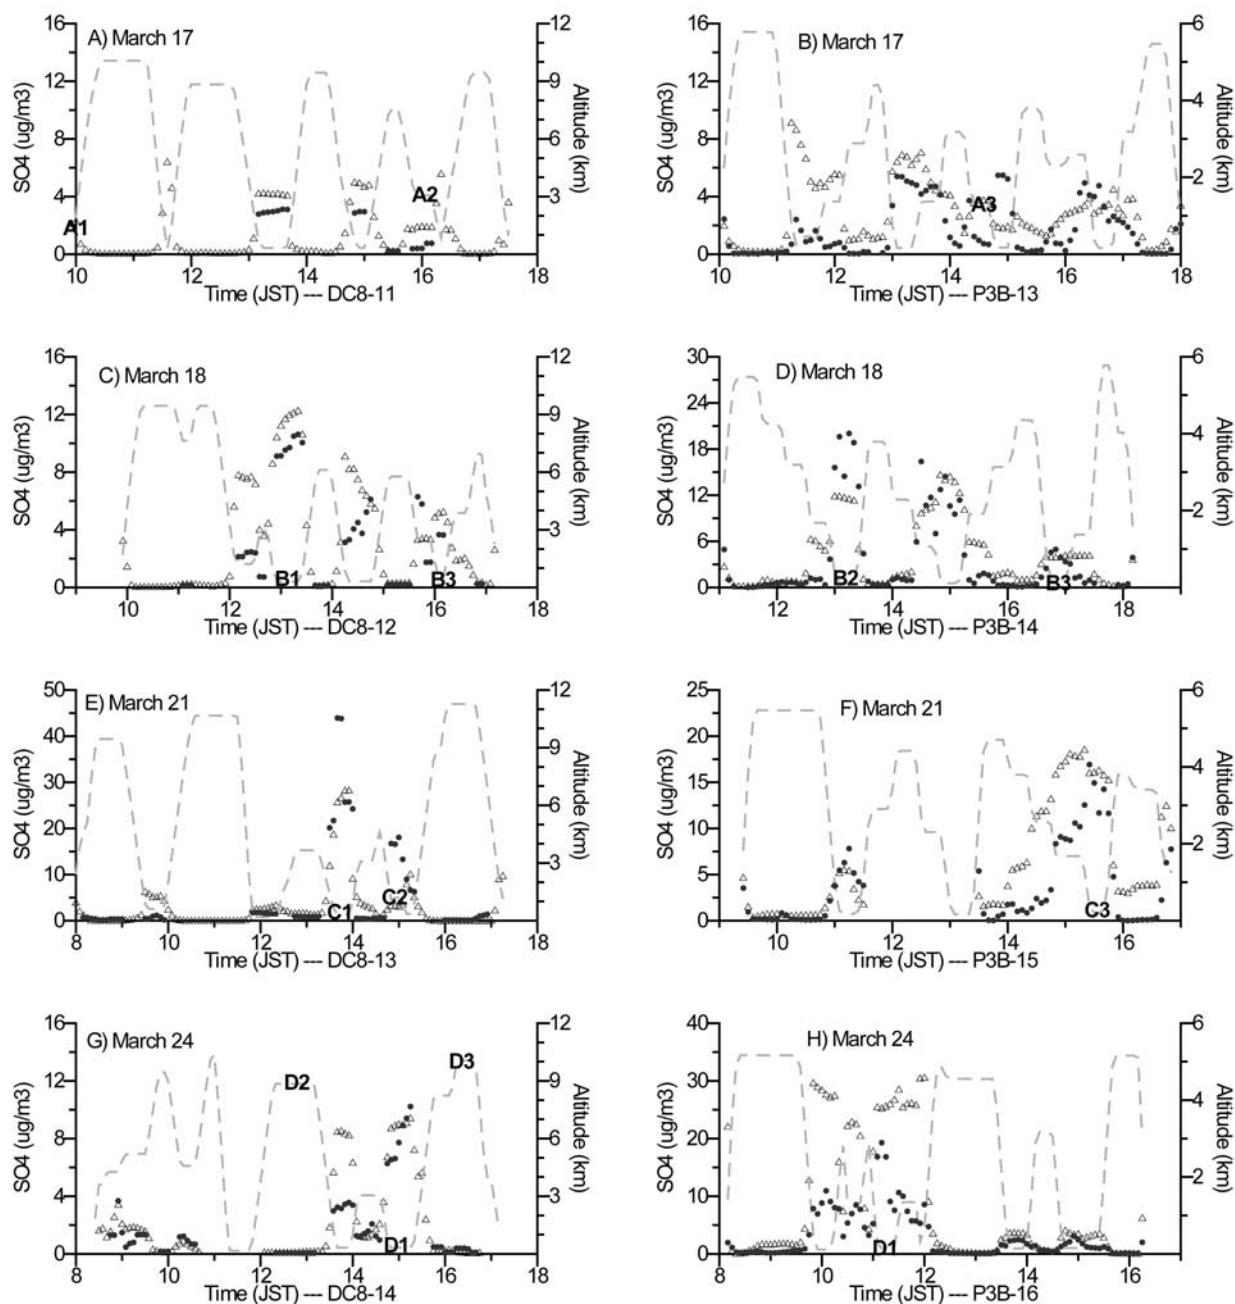 A) March 17
SO4 (ug/m3)
16
12
8
4
0
Altitude (km)
12
9
6
3
0
A1
A2
10 12 14 16 18
Time (JST) --- DC8-11
B) March 17
SO4 (ug/m3)
16
12
8
4
0
Altitude (km)
6
4
2
A3
10 12 14 16 18
Time (JST) --- P3B-13
C) March 18
SO4 (ug/m3)
16
12
8
4
0
Altitude (km)
12
9
6
3
0
B1
B3
10 12 14 16 18
Time (JST) --- DC8-12
D) March 18
SO4 (ug/m3)
30
24
18
12
6
0
Altitude (km)
6
4
2
B2
B3
12 14 16 18
Time (JST) --- P3B-14
E) March 21
SO4 (ug/m3)
50
40
30
20
10
0
Altitude (km)
12
9
6
3
0
C1
C2
8 10 12 14 16 18
Time (JST) --- DC8-13
F) March 21
SO4 (ug/m3)
25
20
15
10
5
0
Altitude (km)
6
4
2
C3
10 12 14 16
Time (JST) --- P3B-15
G) March 24
SO4 (ug/m3)
16
12
8
4
0
Altitude (km)
12
9
6
3
0
D2
D3
D1
8 10 12 14 16 18
Time (JST) --- DC8-14
H) March 24
SO4 (ug/m3)
40
30
20
10
0
Altitude (km)
6
4
2
D1
8 10 12 14 16
Time (JST) --- P3B-16